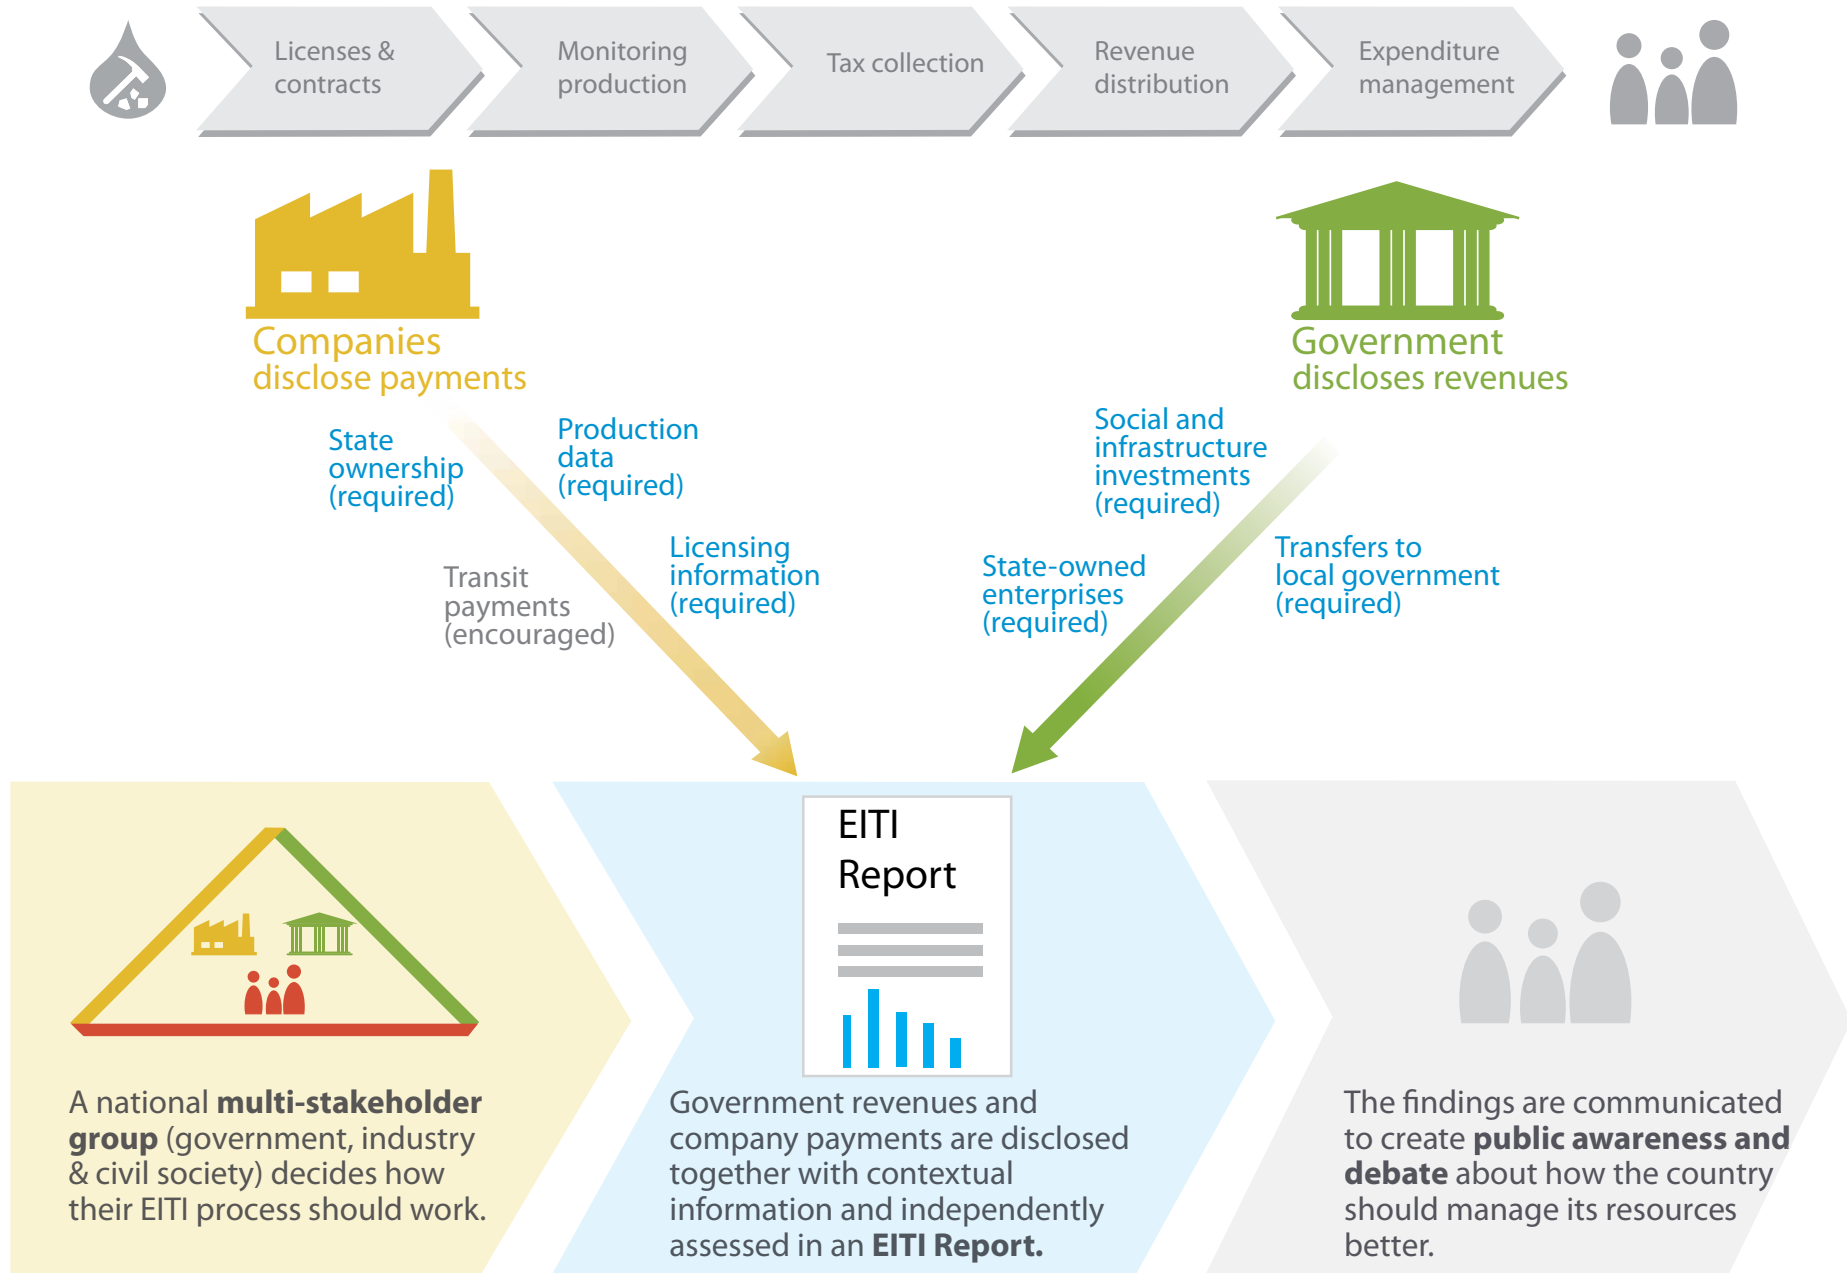 Licenses &
contracts
Monitoring
production
Tax collection
Revenue
distribution
Expenditure
management
Companies
disclose payments
Government
discloses revenues
State
ownership
(required)
Production
data
(required)
Transit
payments
(encouraged)
Licensing
information
(required)
Social and
infrastructure
investments
(required)
State-owned
enterprises
(required)
Transfers to
local government
(required)
EITI
Report
A national multi-stakeholder
group (government, industry
& civil society) decides how
their EITI process should work.
Government revenues and
company payments are disclosed
together with contextual
information and independently
assessed in an EITI Report.
The findings are communicated
to create public awareness and
debate about how the country
should manage its resources
better.